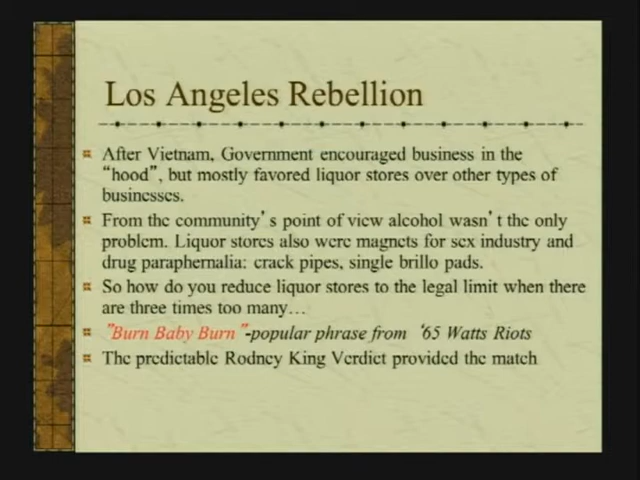 Los Angeles Rebellion
After Vietnam, Government encouraged business in the
“hood”, but mostly favored liquor stores over other types of
businesses.
From the community’s point of view alcohol wasn’t the only
problem. Liquor stores also were magnets for sex industry and
drug paraphernalia: crack pipes, single brillo pads.
So how do you reduce liquor stores to the legal limit when there
are three times too many…
”Burn Baby Burn”-popular phrase from ‘65 Watts Riots
The predictable Rodney King Verdict provided the match